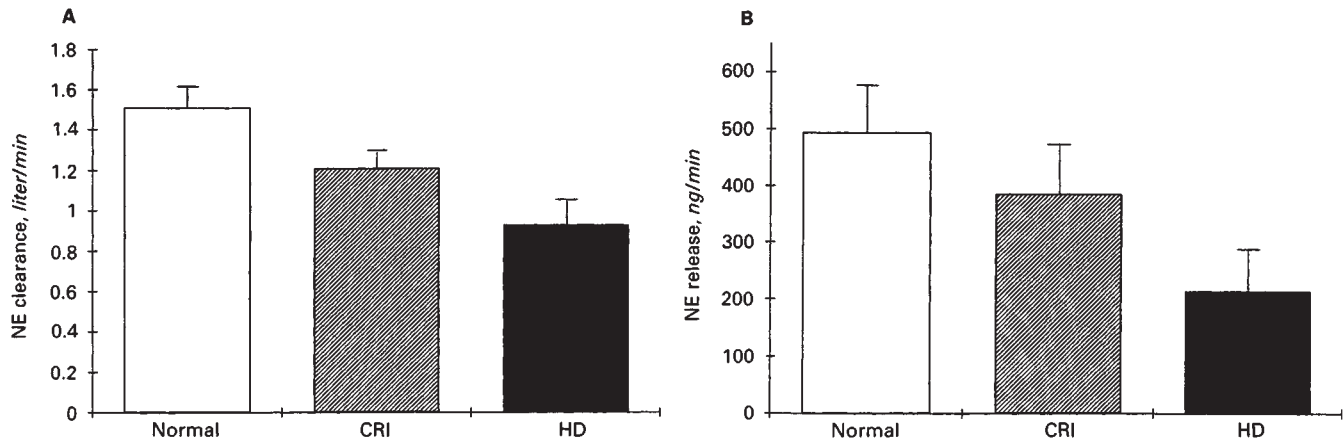 A
NE clearance, liter/min
1.8
1.6
1.4
1.2
1
0.8
0.6
0.4
0.2
0
Normal CRI HD
B
NE release, ng/min
600
500
400
300
200
100
0
Normal CRI HD